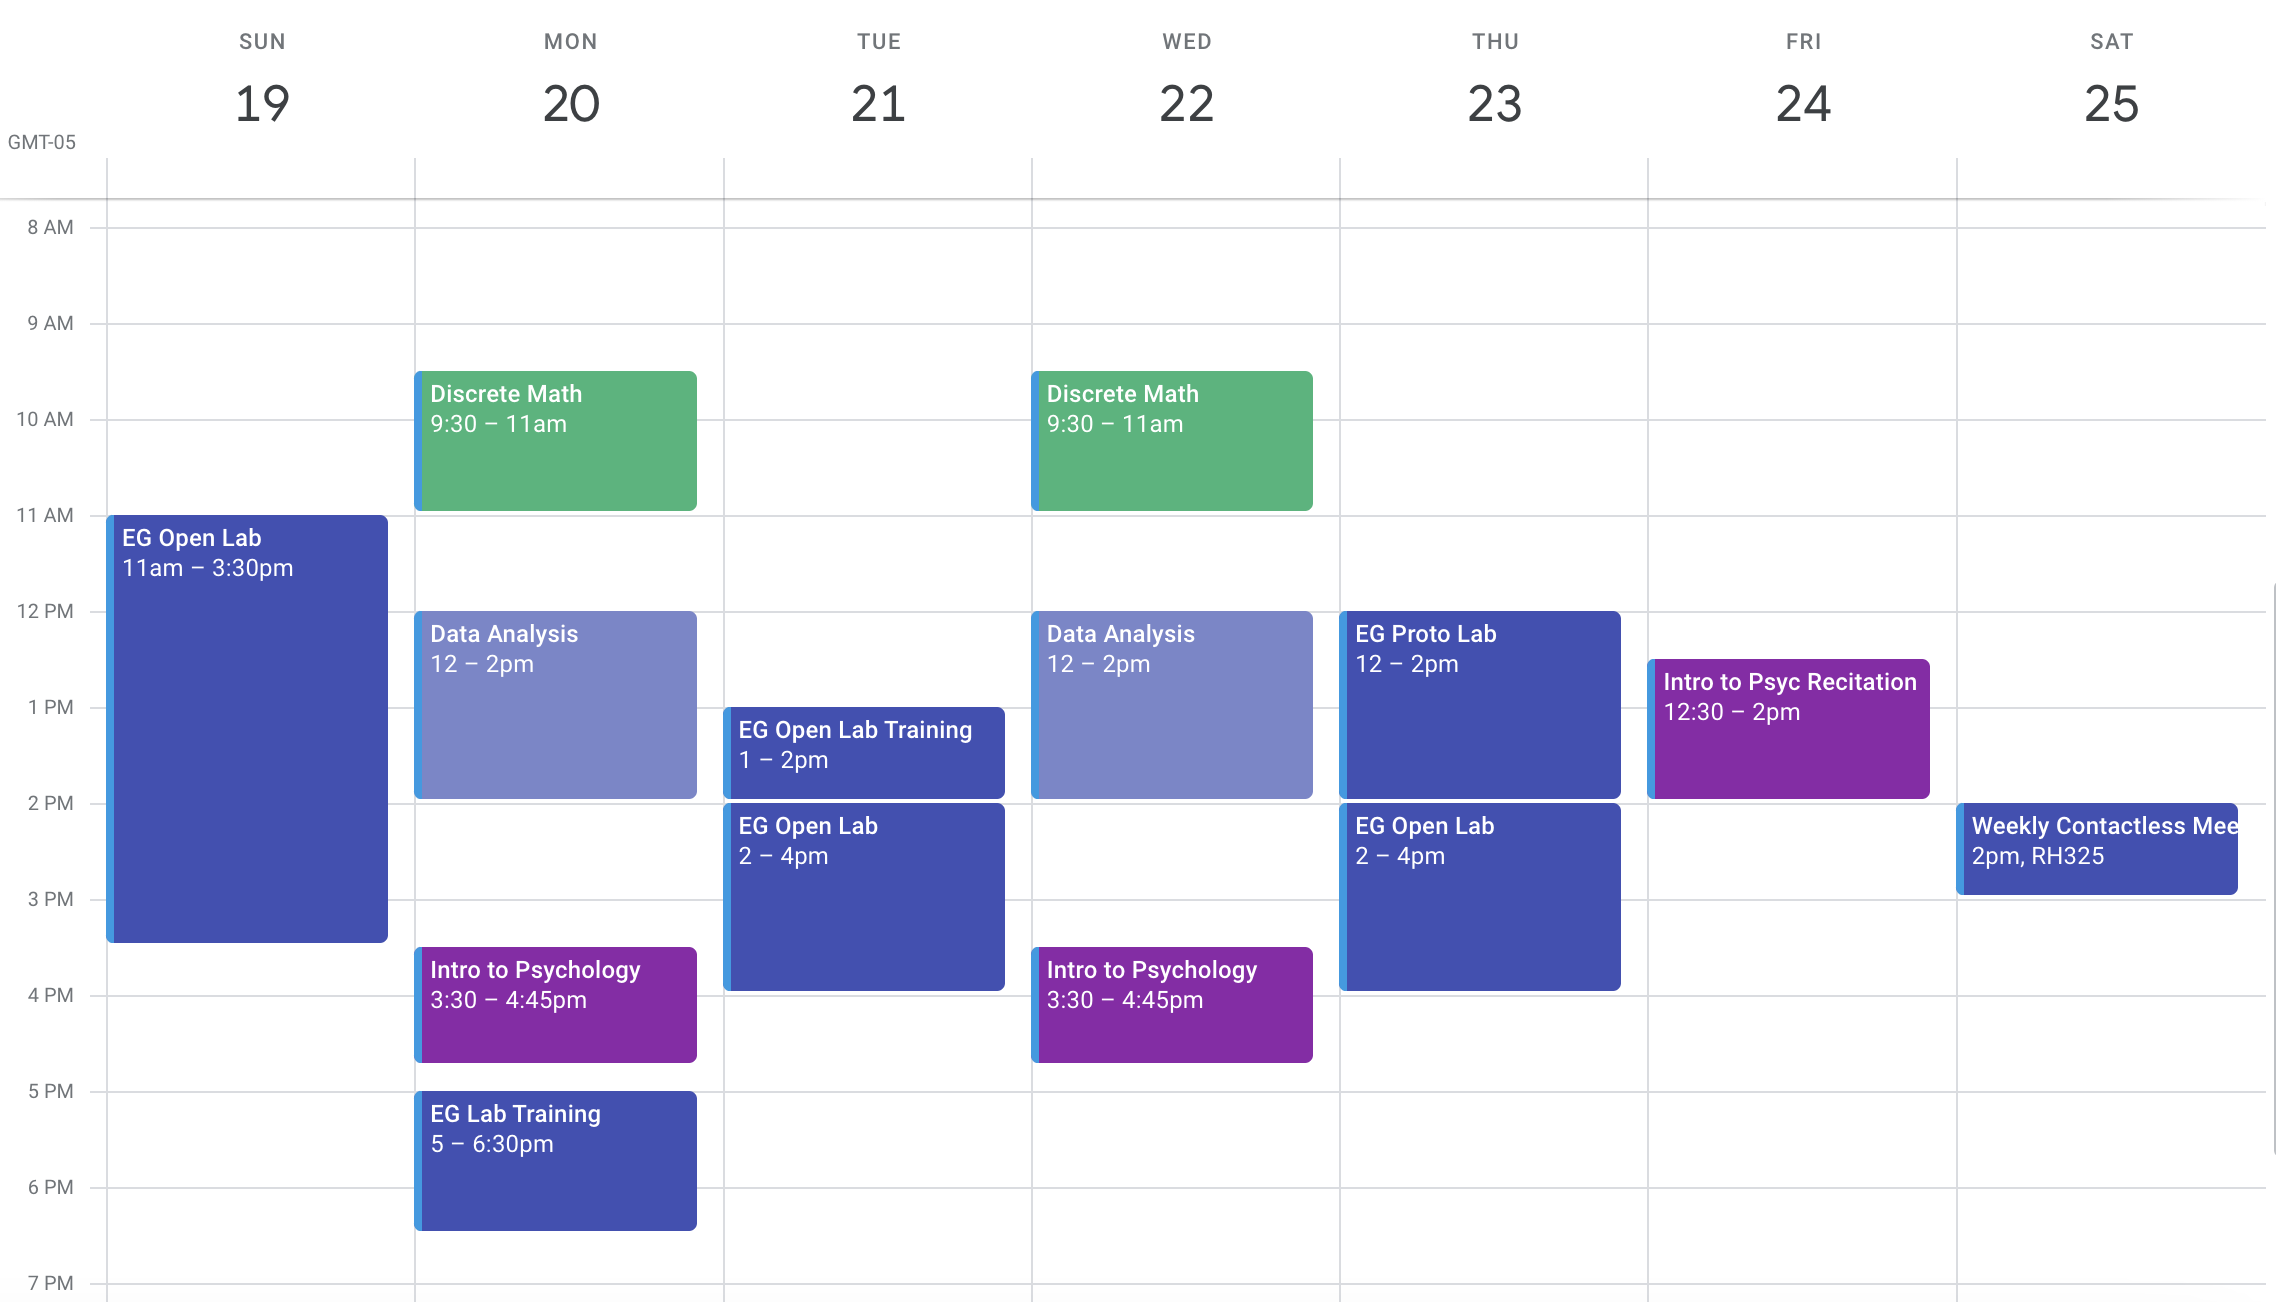 SUN MON TUE WED THU FRI SAT
19 20 21 22 23 24 25
GMT-05
8 AM
9 AM
10 AM
11 AM
12 PM
1 PM
2 PM
3 PM
4 PM
5 PM
6 PM
7 PM
EG Open Lab
11am – 3:30pm
Discrete Math
9:30 – 11am
Data Analysis
12 – 2pm
Intro to Psychology
3:30 – 4:45pm
EG Lab Training
5 – 6:30pm
EG Open Lab Training
1 – 2pm
EG Open Lab
2 – 4pm
Discrete Math
9:30 – 11am
Data Analysis
12 – 2pm
Intro to Psychology
3:30 – 4:45pm
EG Proto Lab
12 – 2pm
EG Open Lab
2 – 4pm
Intro to Psyc Recitation
12:30 – 2pm
Weekly Contactless Mee
2pm, RH325